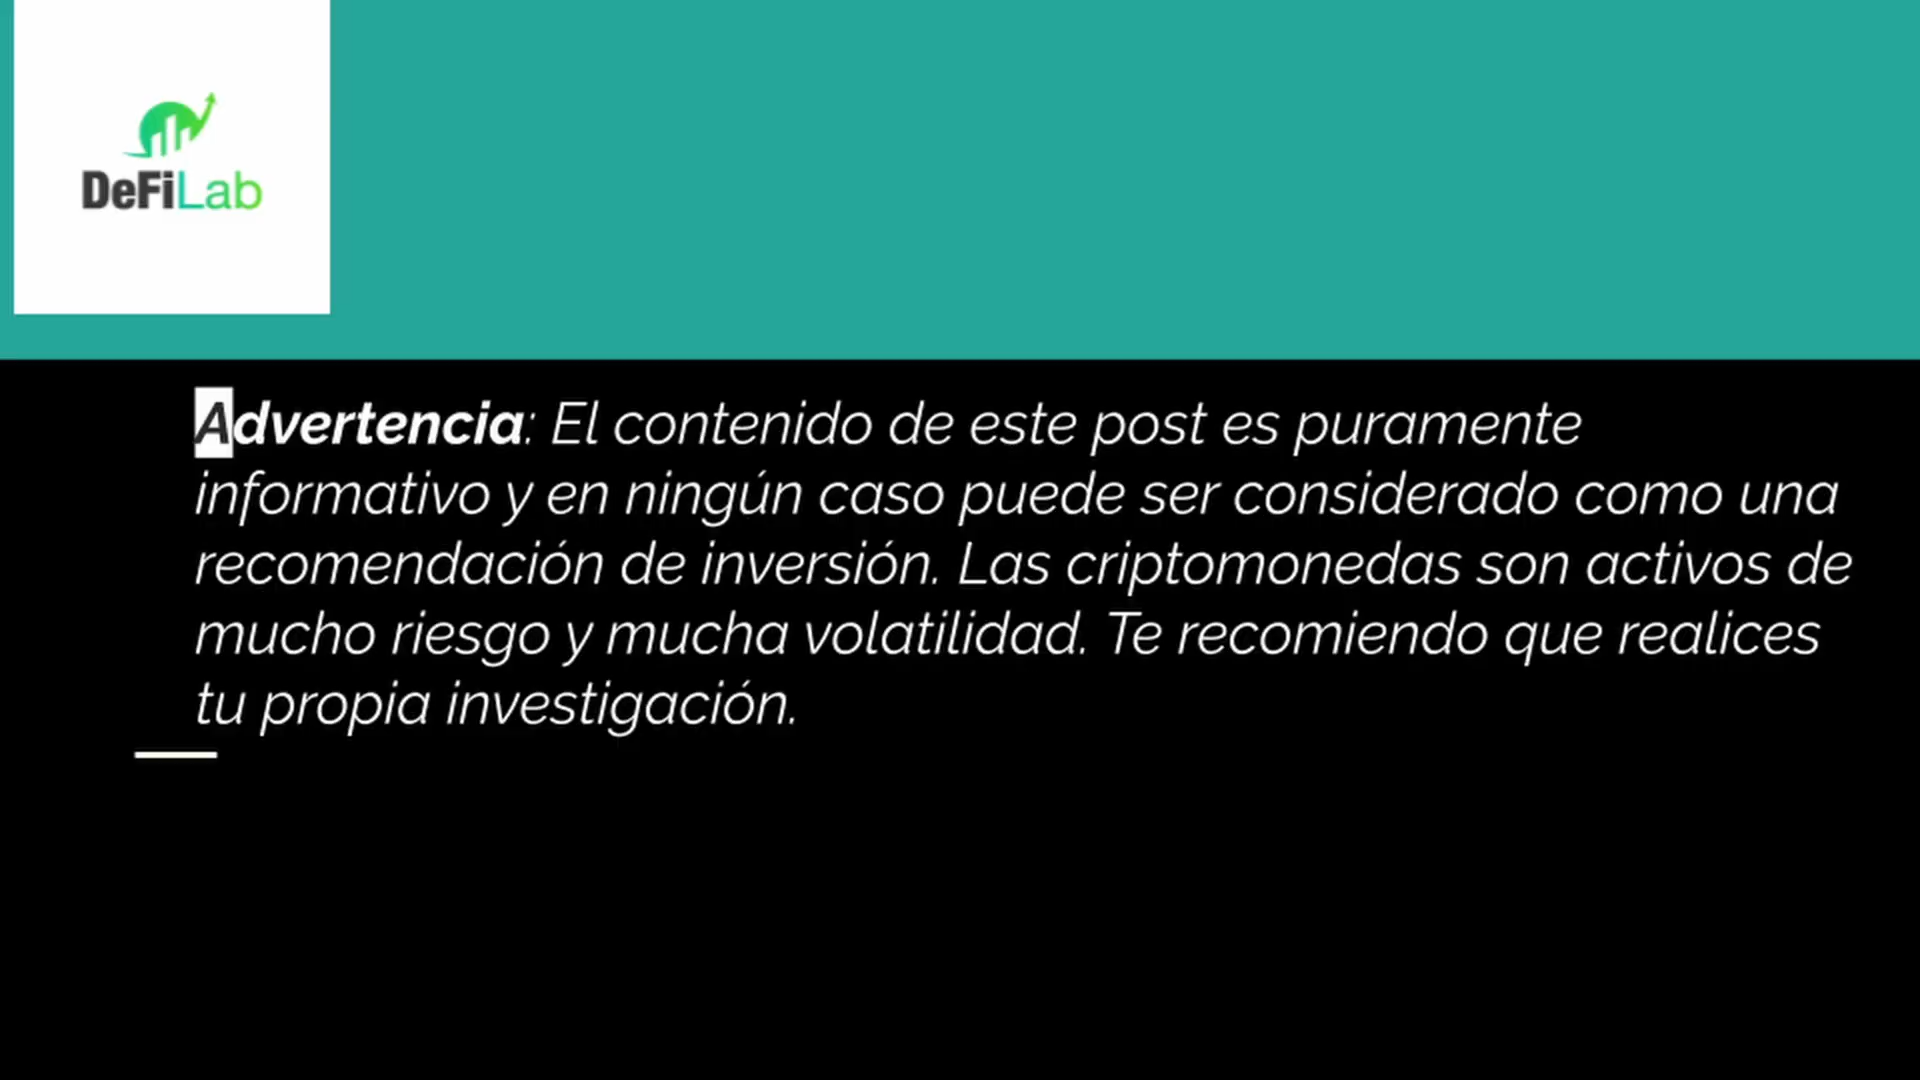 DeFiLab
Advertencia: El contenido de este post es puramente
informativo y en ningún caso puede ser considerado como una
recomendación de inversión. Las criptomonedas son activos de
mucho riesgo y mucha volatilidad. Te recomiendo que realices
tu propia investigación.